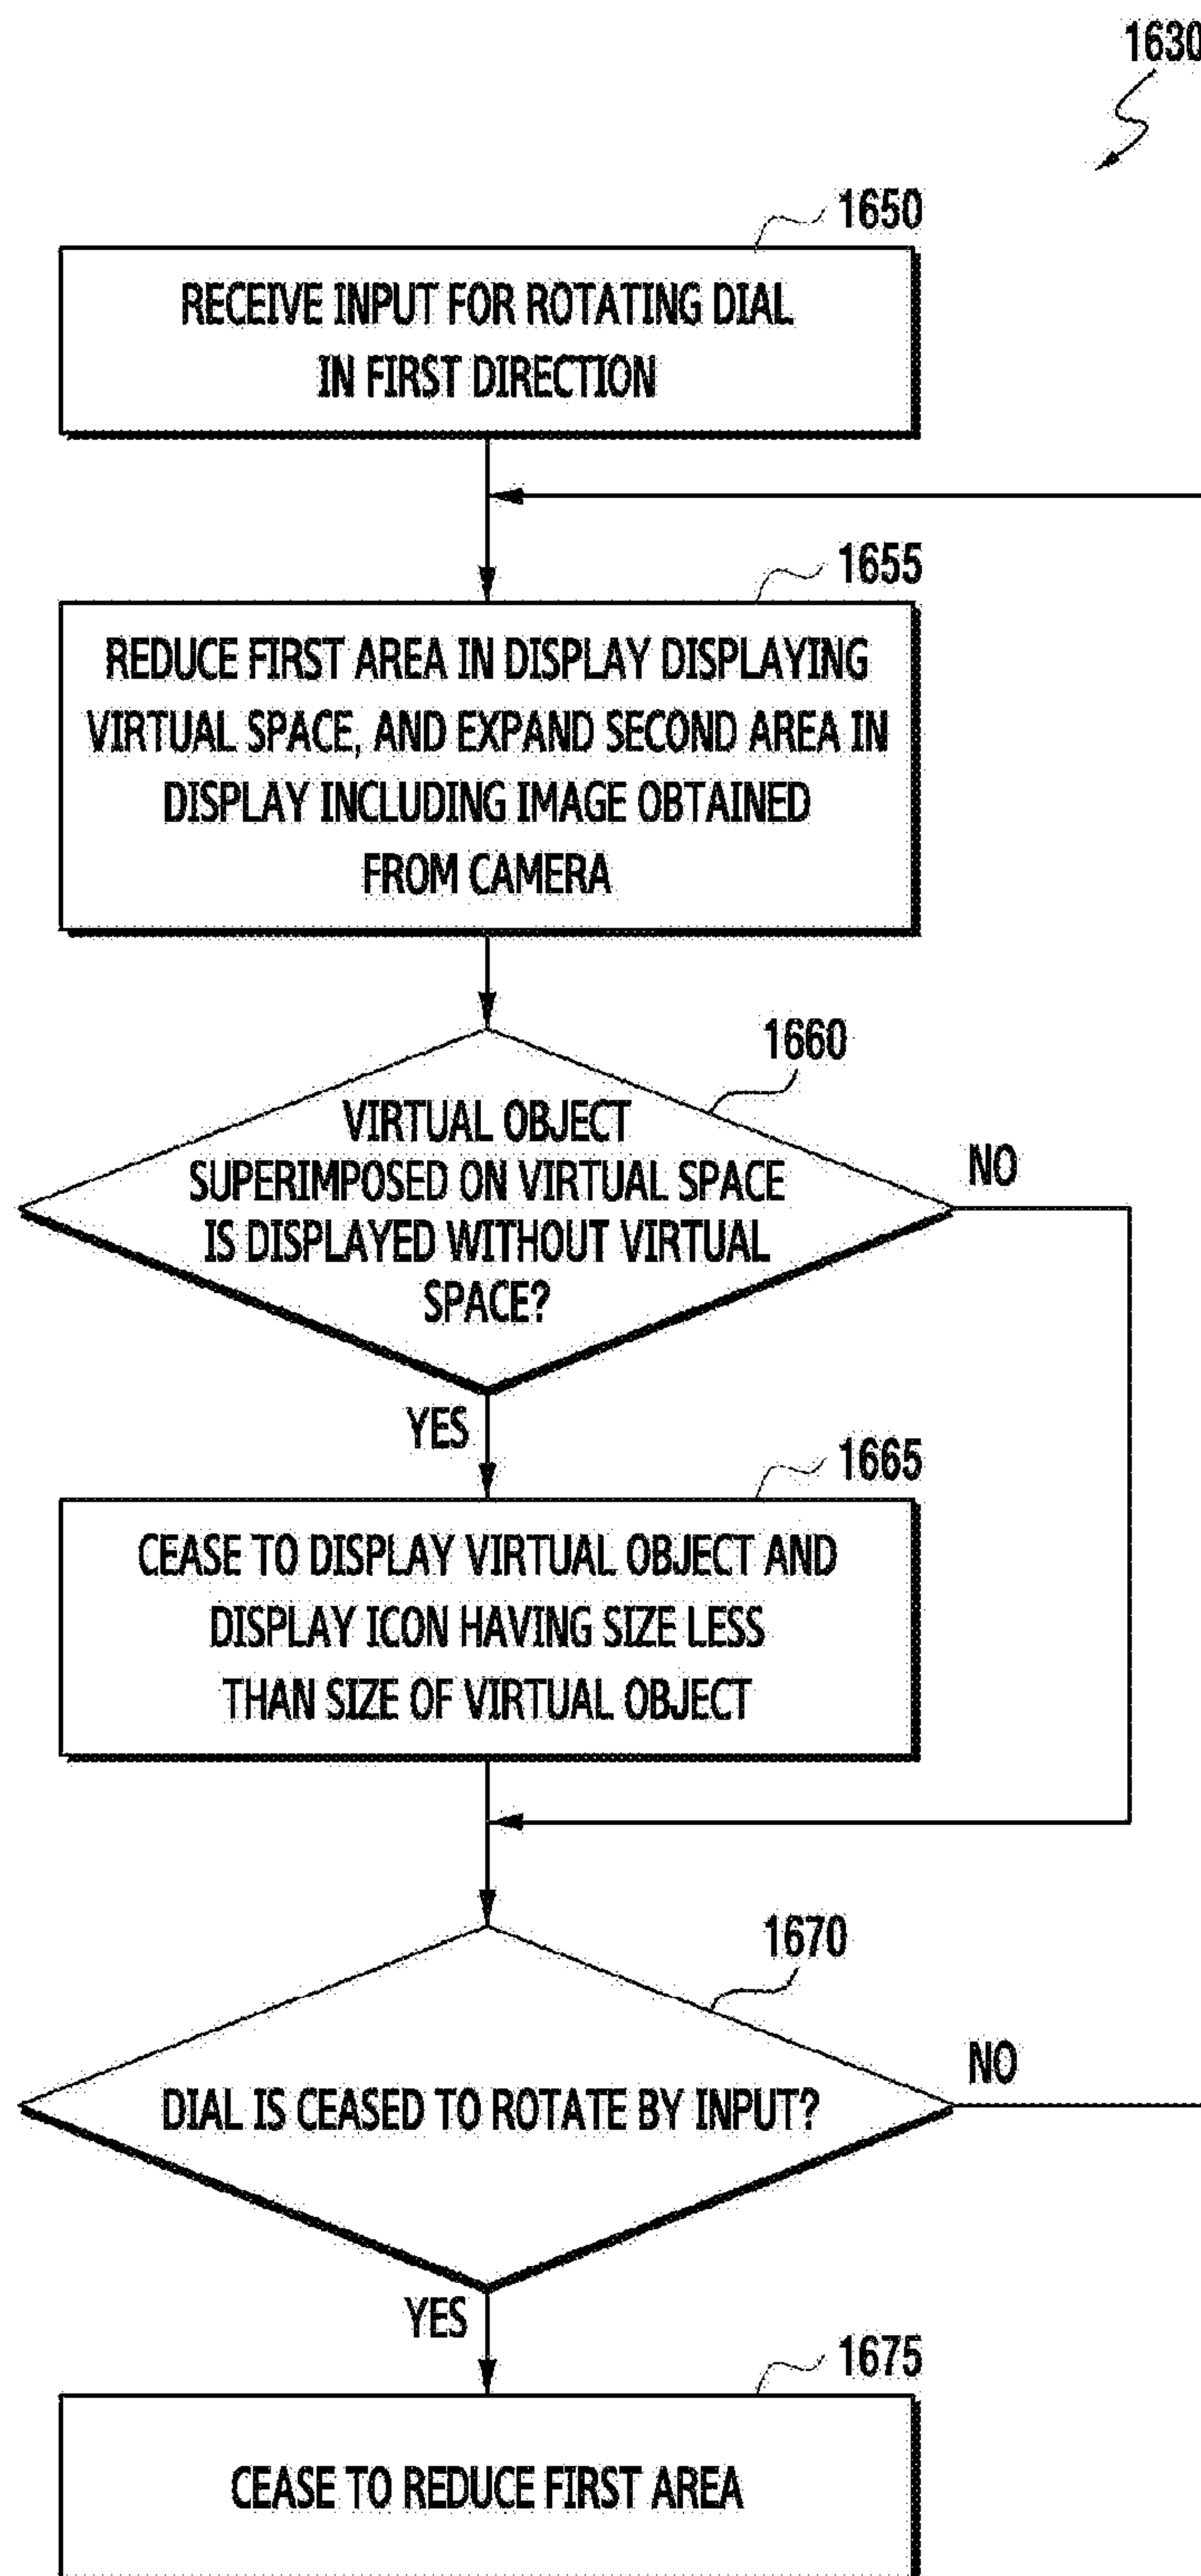 1630
1650
RECEIVE INPUT FOR ROTATING DIAL
IN FIRST DIRECTION
1655
REDUCE FIRST AREA IN DISPLAY DISPLAYING
VIRTUAL SPACE, AND EXPAND SECOND AREA IN
DISPLAY INCLUDING IMAGE OBTAINED
FROM CAMERA
1660
VIRTUAL OBJECT
SUPERIMPOSED ON VIRTUAL SPACE
IS DISPLAYED WITHOUT VIRTUAL
SPACE?
NO
YES
1665
CEASE TO DISPLAY VIRTUAL OBJECT AND
DISPLAY ICON HAVING SIZE LESS
THAN SIZE OF VIRTUAL OBJECT
1670
DIAL IS CEASED TO ROTATE BY INPUT?
NO
YES
1675
CEASE TO REDUCE FIRST AREA